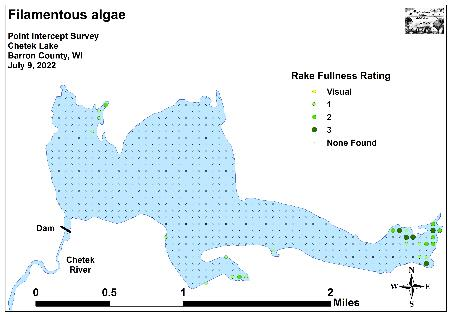 Filamentous algae
Point Intercept Survey
Chetek Lake
Barron County, WI
July 9, 2022
Rake Fullness Rating
Visual
1
2
3
None Found
Dam
Chetek
River
N
W E
S
0 0.5 1 2
Miles